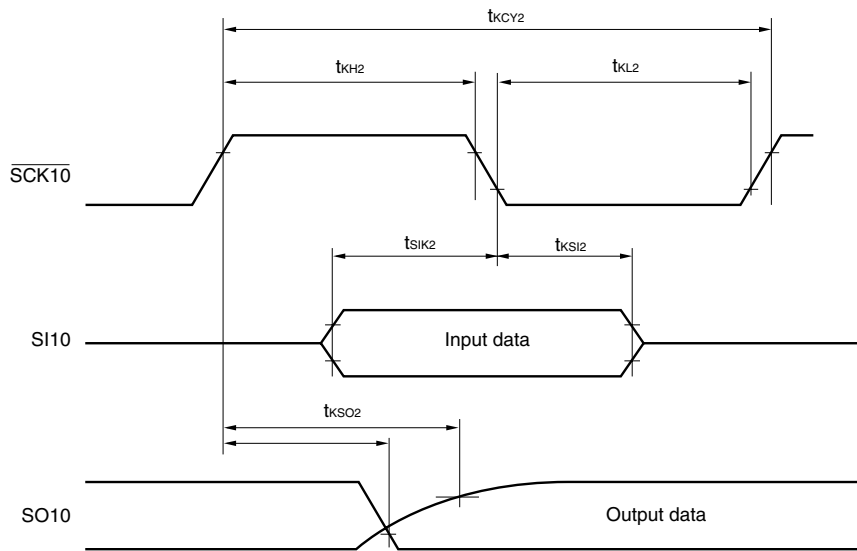 tKCY2
tKH2
tKL2
SCK10
tSIK2
tKSI2
SI10
Input data
tKSO2
SO10
Output data